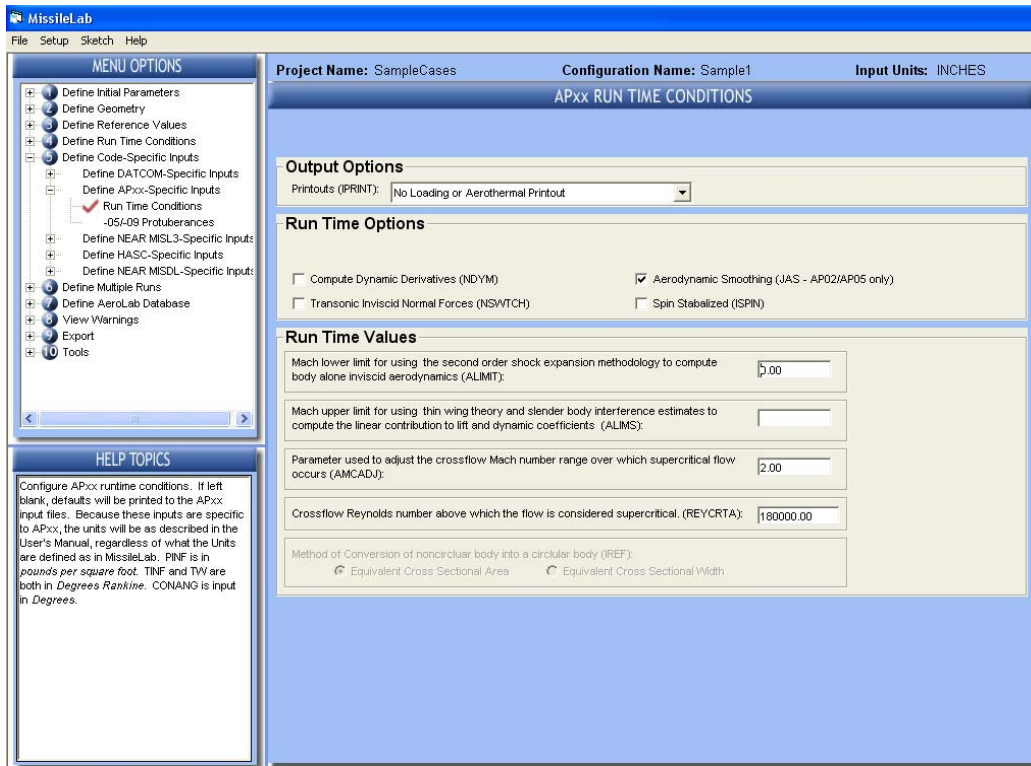 MissileLab
File Setup Sketch Help
MENU OPTIONS
1 Define Initial Parameters
2 Define Geometry
3 Define Reference Values
4 Define Run Time Conditions
5 Define Code-Specific Inputs
Define DATCOM-Specific Inputs
Define APxx-Specific Inputs
Run Time Conditions
-05/-09 Protuberances
Define NEAR MISL3-Specific Inputs
Define HASC-Specific Inputs
Define NEAR MISDL-Specific Inputs
6 Define Multiple Runs
7 Define AeroLab Database
8 View Warnings
9 Export
10 Tools
HELP TOPICS
Configure APxx runtime conditions. If left
blank, defaults will be printed to the APxx
input files. Because these inputs are specific
to APxx, the units will be as described in the
User's Manual, regardless of what the Units
are defined as in MissileLab. PINF is in
pounds per square foot. TINF and TW are
both in Degrees Rankine. CONANG is input
in Degrees.
Project Name: SampleCases Configuration Name: Sample1 Input Units: INCHES
APxx RUN TIME CONDITIONS
Output Options
Printouts (IPRINT): No Loading or Aerothermal Printout
Run Time Options
Compute Dynamic Derivatives (NDYM) Aerodynamic Smoothing (JAS - AP02/AP05 only)
Transonic Inviscid Normal Forces (NSWTCH) Spin Stabalized (ISPIN)
Run Time Values
Mach lower limit for using the second order shock expansion methodology to compute
body alone inviscid aerodynamics (ALIMIT): 0.00
Mach upper limit for using thin wing theory and slender body interference estimates to
compute the linear contribution to lift and dynamic coefficients (ALIMS):
Parameter used to adjust the crossflow Mach number range over which supercritical flow
occurs (AMCADJ): 2.00
Crossflow Reynolds number above which the flow is considered supercritical. (REYCRTA): 180000.00
Method of Conversion of noncircluar body into a circlular body (IREF):
Equivalent Cross Sectional Area Equivalent Cross Sectional Width